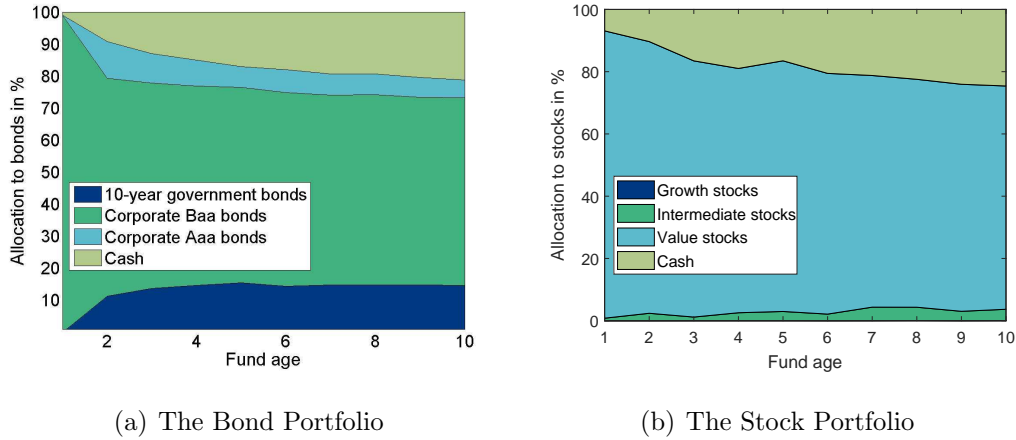 Allocation to bonds in %
100
90
80
70
60
50
40
30
20
10
10-year government bonds
Corporate Baa bonds
Corporate Aaa bonds
Cash
2
4
6
8
10
Fund age
(a) The Bond Portfolio
Allocation to stocks in %
100
80
60
40
20
0
Growth stocks
Intermediate stocks
Value stocks
Cash
1
2
3
4
5
6
7
8
9
10
Fund age
(b) The Stock Portfolio